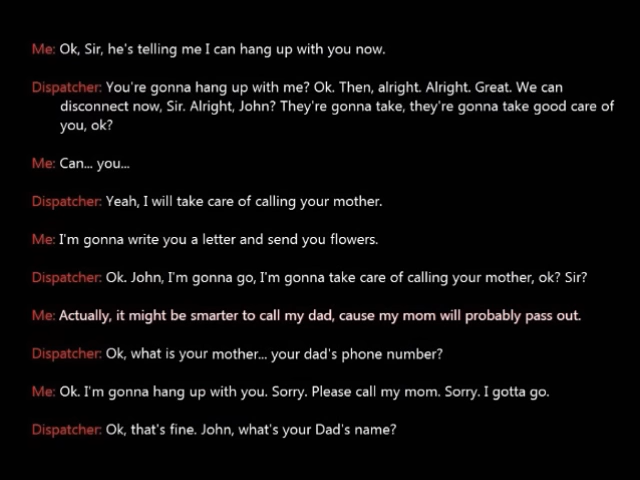 Me: Ok, Sir, he's telling me I can hang up with you now.
Dispatcher: You're gonna hang up with me? Ok. Then, alright. Alright. Great. We can
disconnect now, Sir. Alright, John? They're gonna take, they're gonna take good care of
you, ok?
Me: Can... you...
Dispatcher: Yeah, I will take care of calling your mother.
Me: I'm gonna write you a letter and send you flowers.
Dispatcher: Ok. John, I'm gonna go, I'm gonna take care of calling your mother, ok? Sir?
Me: Actually, it might be smarter to call my dad, cause my mom will probably pass out.
Dispatcher: Ok, what is your mother... your dad's phone number?
Me: Ok. I'm gonna hang up with you. Sorry. Please call my mom. Sorry. I gotta go.
Dispatcher: Ok, that's fine. John, what's your Dad's name?